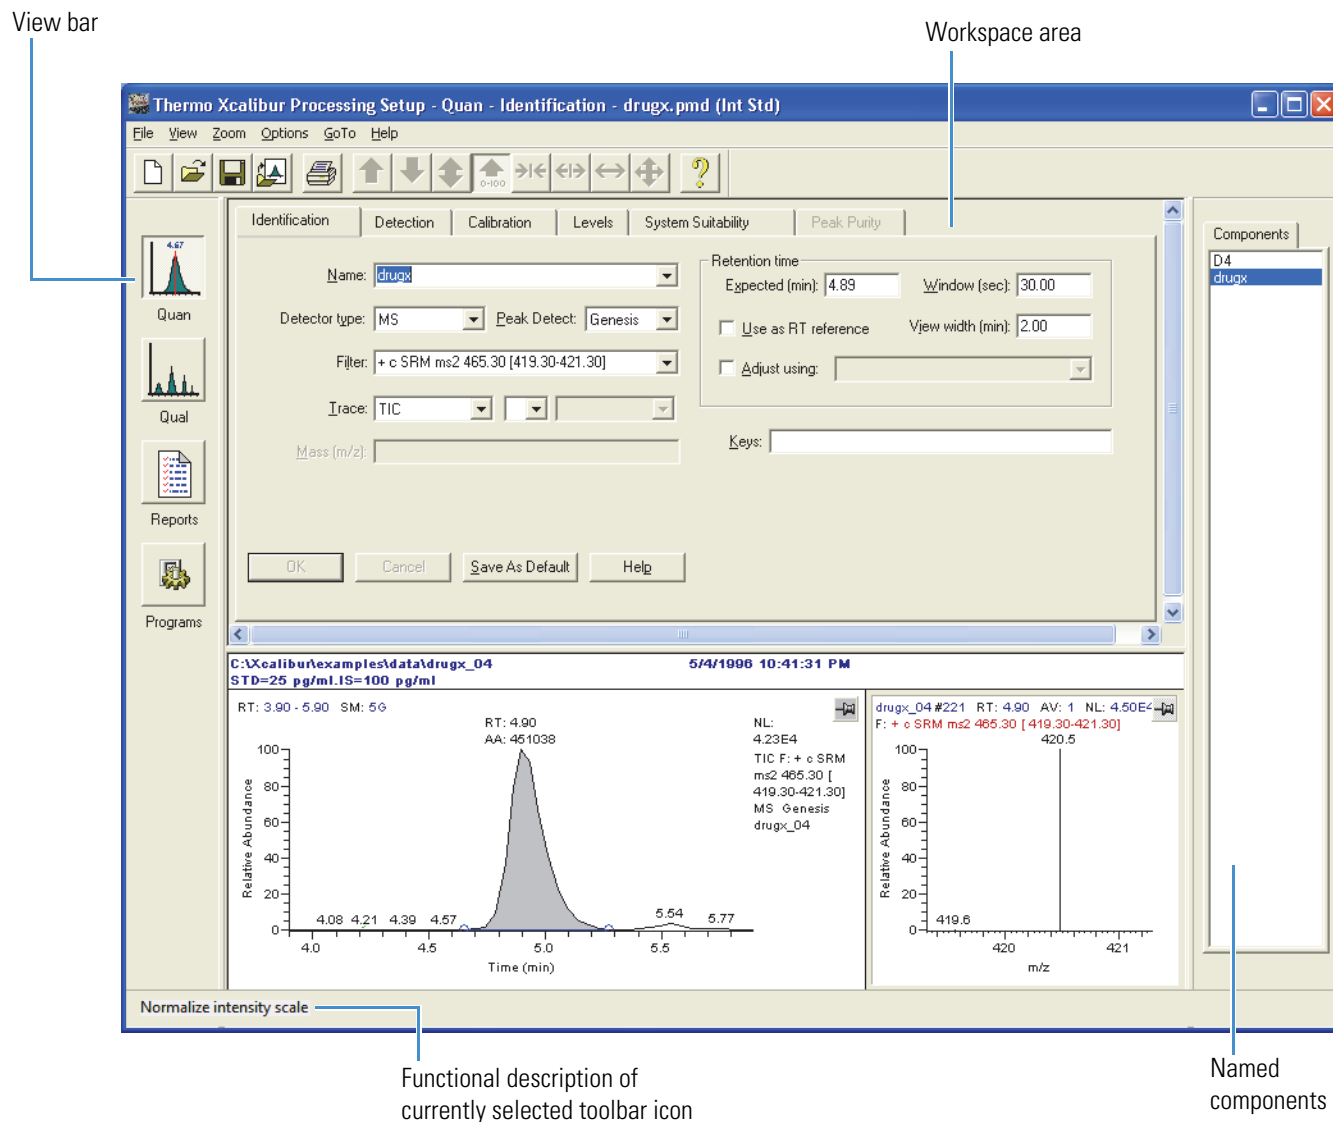 View bar
Workspace area
Thermo Xcalibur Processing Setup - Quan - Identification - drugx.pmd (Int Std)
File View Zoom Options GoTo Help
0-100
Identification Detection Calibration Levels System Suitability Peak Purity
Components
D4
drugx
4.67
Quan
Qual
Reports
Programs
Name: drugx
Detector type: MS Peak Detect: Genesis
Filter: + c SRM ms2 465.30 [419.30-421.30]
Trace: TIC
Mass (m/z):
Retention time
Expected (min): 4.89 Window (sec): 30.00
Use as RT reference View width (min): 2.00
Adjust using:
Keys:
OK Cancel Save As Default Help
C:\Xcalibur\examples\data\drugx_04 5/4/1996 10:41:31 PM
STD=25 pg/ml.IS=100 pg/ml
RT: 3.90 - 5.90 SM: 5G
RT: 4.90
AA: 451038
NL:
4.23E4
TIC F: + c SRM
ms2 465.30 [
419.30-421.30]
MS Genesis
drugx_04
Relative Abundance
100
80
60
40
20
0
4.08 4.21 4.39 4.57 5.54 5.77
4.0 4.5 5.0 5.5
Time (min)
drugx_04 #221 RT: 4.90 AV: 1 NL: 4.50E4
F: + c SRM ms2 465.30 [ 419.30-421.30]
420.5
Relative Abundance
100
80
60
40
20
0
419.6
420 421
m/z
Normalize intensity scale
Functional description of
currently selected toolbar icon
Named
components